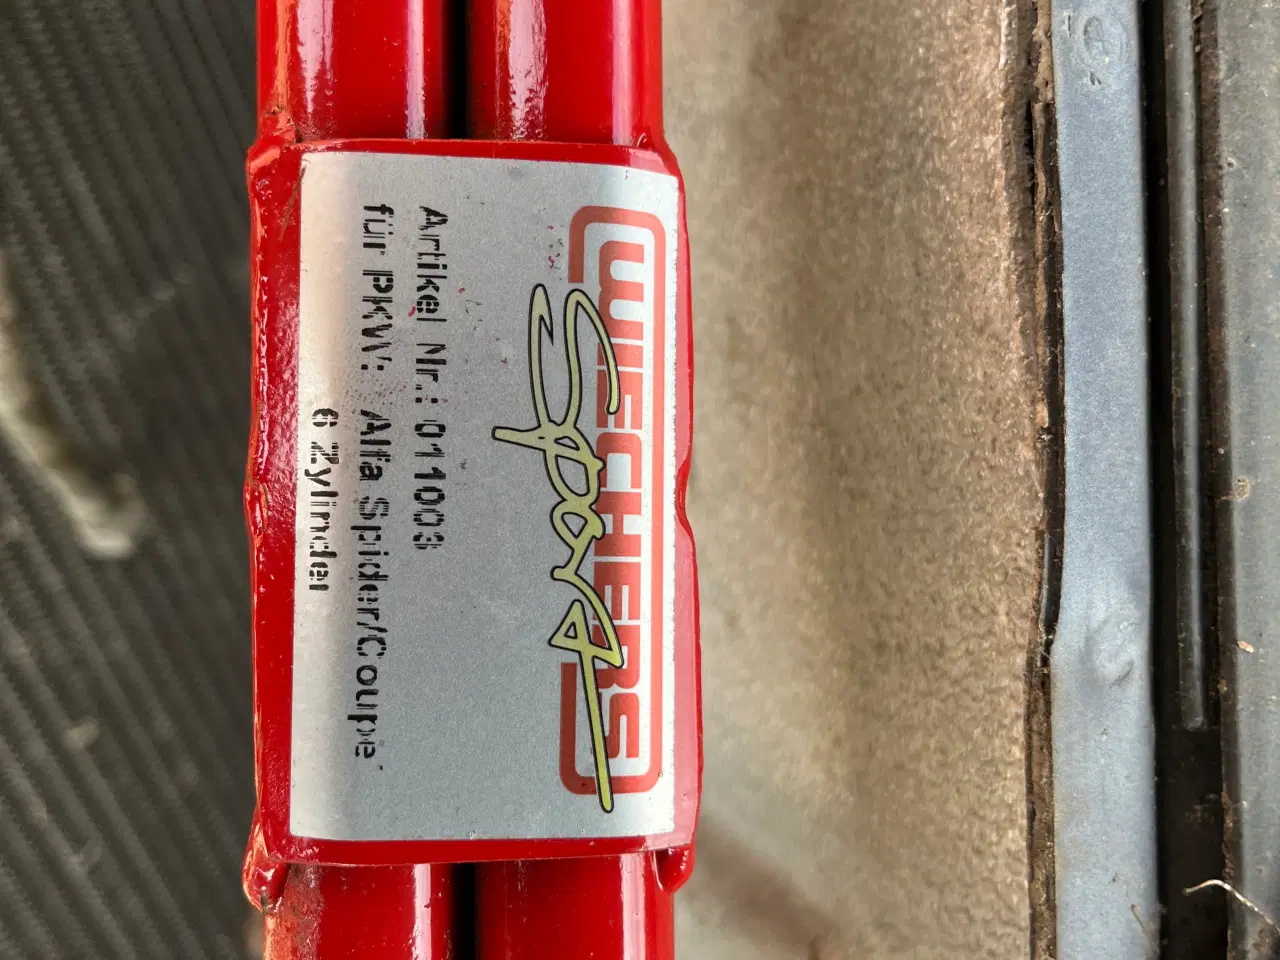 WIECHERS
Sport
Artikel Nr.: 011003
für PKW: Alfa Spider/Coupe´
6 Zylinder